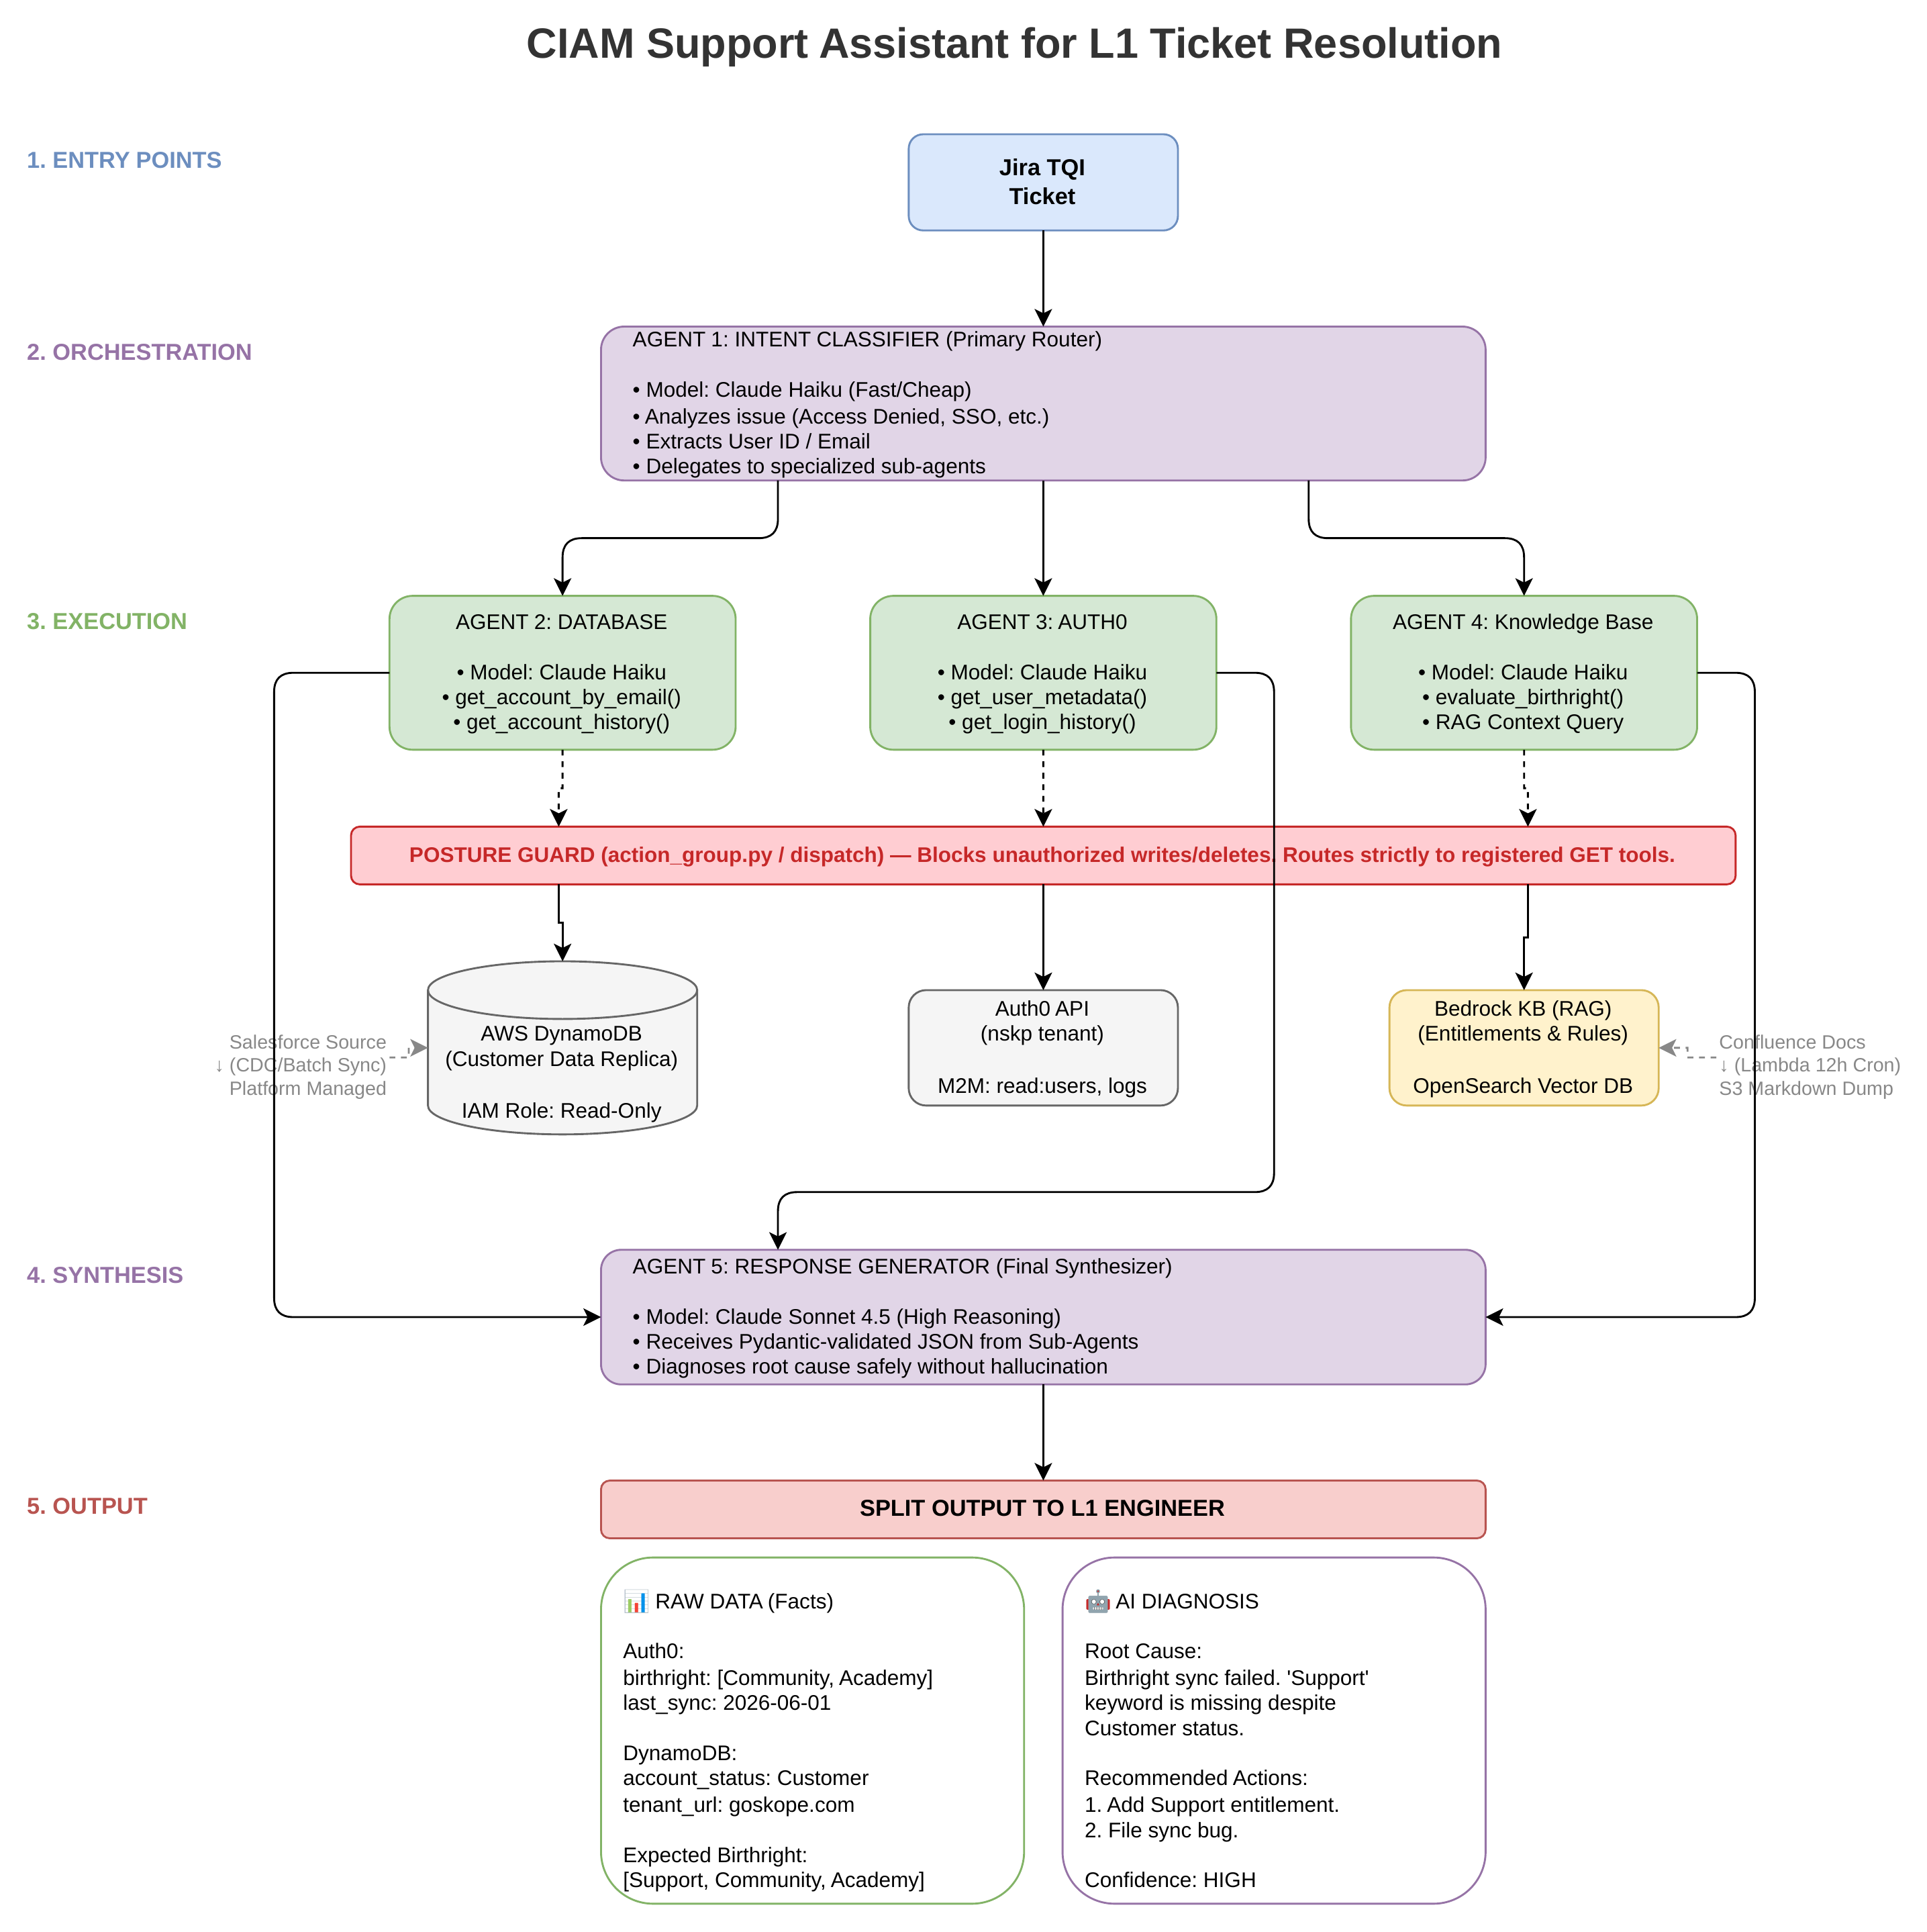 CIAM Support Assistant for L1 Ticket Resolution
1. ENTRY POINTS
Jira TQI
Ticket
2. ORCHESTRATION
AGENT 1: INTENT CLASSIFIER (Primary Router)
• Model: Claude Haiku (Fast/Cheap)
• Analyzes issue (Access Denied, SSO, etc.)
• Extracts User ID / Email
• Delegates to specialized sub-agents
3. EXECUTION
AGENT 2: DATABASE
• Model: Claude Haiku
• get_account_by_email()
• get_account_history()
AGENT 3: AUTH0
• Model: Claude Haiku
• get_user_metadata()
• get_login_history()
AGENT 4: Knowledge Base
• Model: Claude Haiku
• evaluate_birthright()
• RAG Context Query
POSTURE GUARD (action_group.py / dispatch) — Blocks unauthorized writes/deletes. Routes strictly to registered GET tools.
Salesforce Source
↓ (CDC/Batch Sync)
Platform Managed
AWS DynamoDB
(Customer Data Replica)
IAM Role: Read-Only
Auth0 API
(nskp tenant)
M2M: read:users, logs
Bedrock KB (RAG)
(Entitlements & Rules)
OpenSearch Vector DB
Confluence Docs
↓ (Lambda 12h Cron)
S3 Markdown Dump
4. SYNTHESIS
AGENT 5: RESPONSE GENERATOR (Final Synthesizer)
• Model: Claude Sonnet 4.5 (High Reasoning)
• Receives Pydantic-validated JSON from Sub-Agents
• Diagnoses root cause safely without hallucination
5. OUTPUT
SPLIT OUTPUT TO L1 ENGINEER
📊 RAW DATA (Facts)
Auth0:
birthright: [Community, Academy]
last_sync: 2026-06-01
DynamoDB:
account_status: Customer
tenant_url: goskope.com
Expected Birthright:
[Support, Community, Academy]
🤖 AI DIAGNOSIS
Root Cause:
Birthright sync failed. 'Support'
keyword is missing despite
Customer status.
Recommended Actions:
1. Add Support entitlement.
2. File sync bug.
Confidence: HIGH